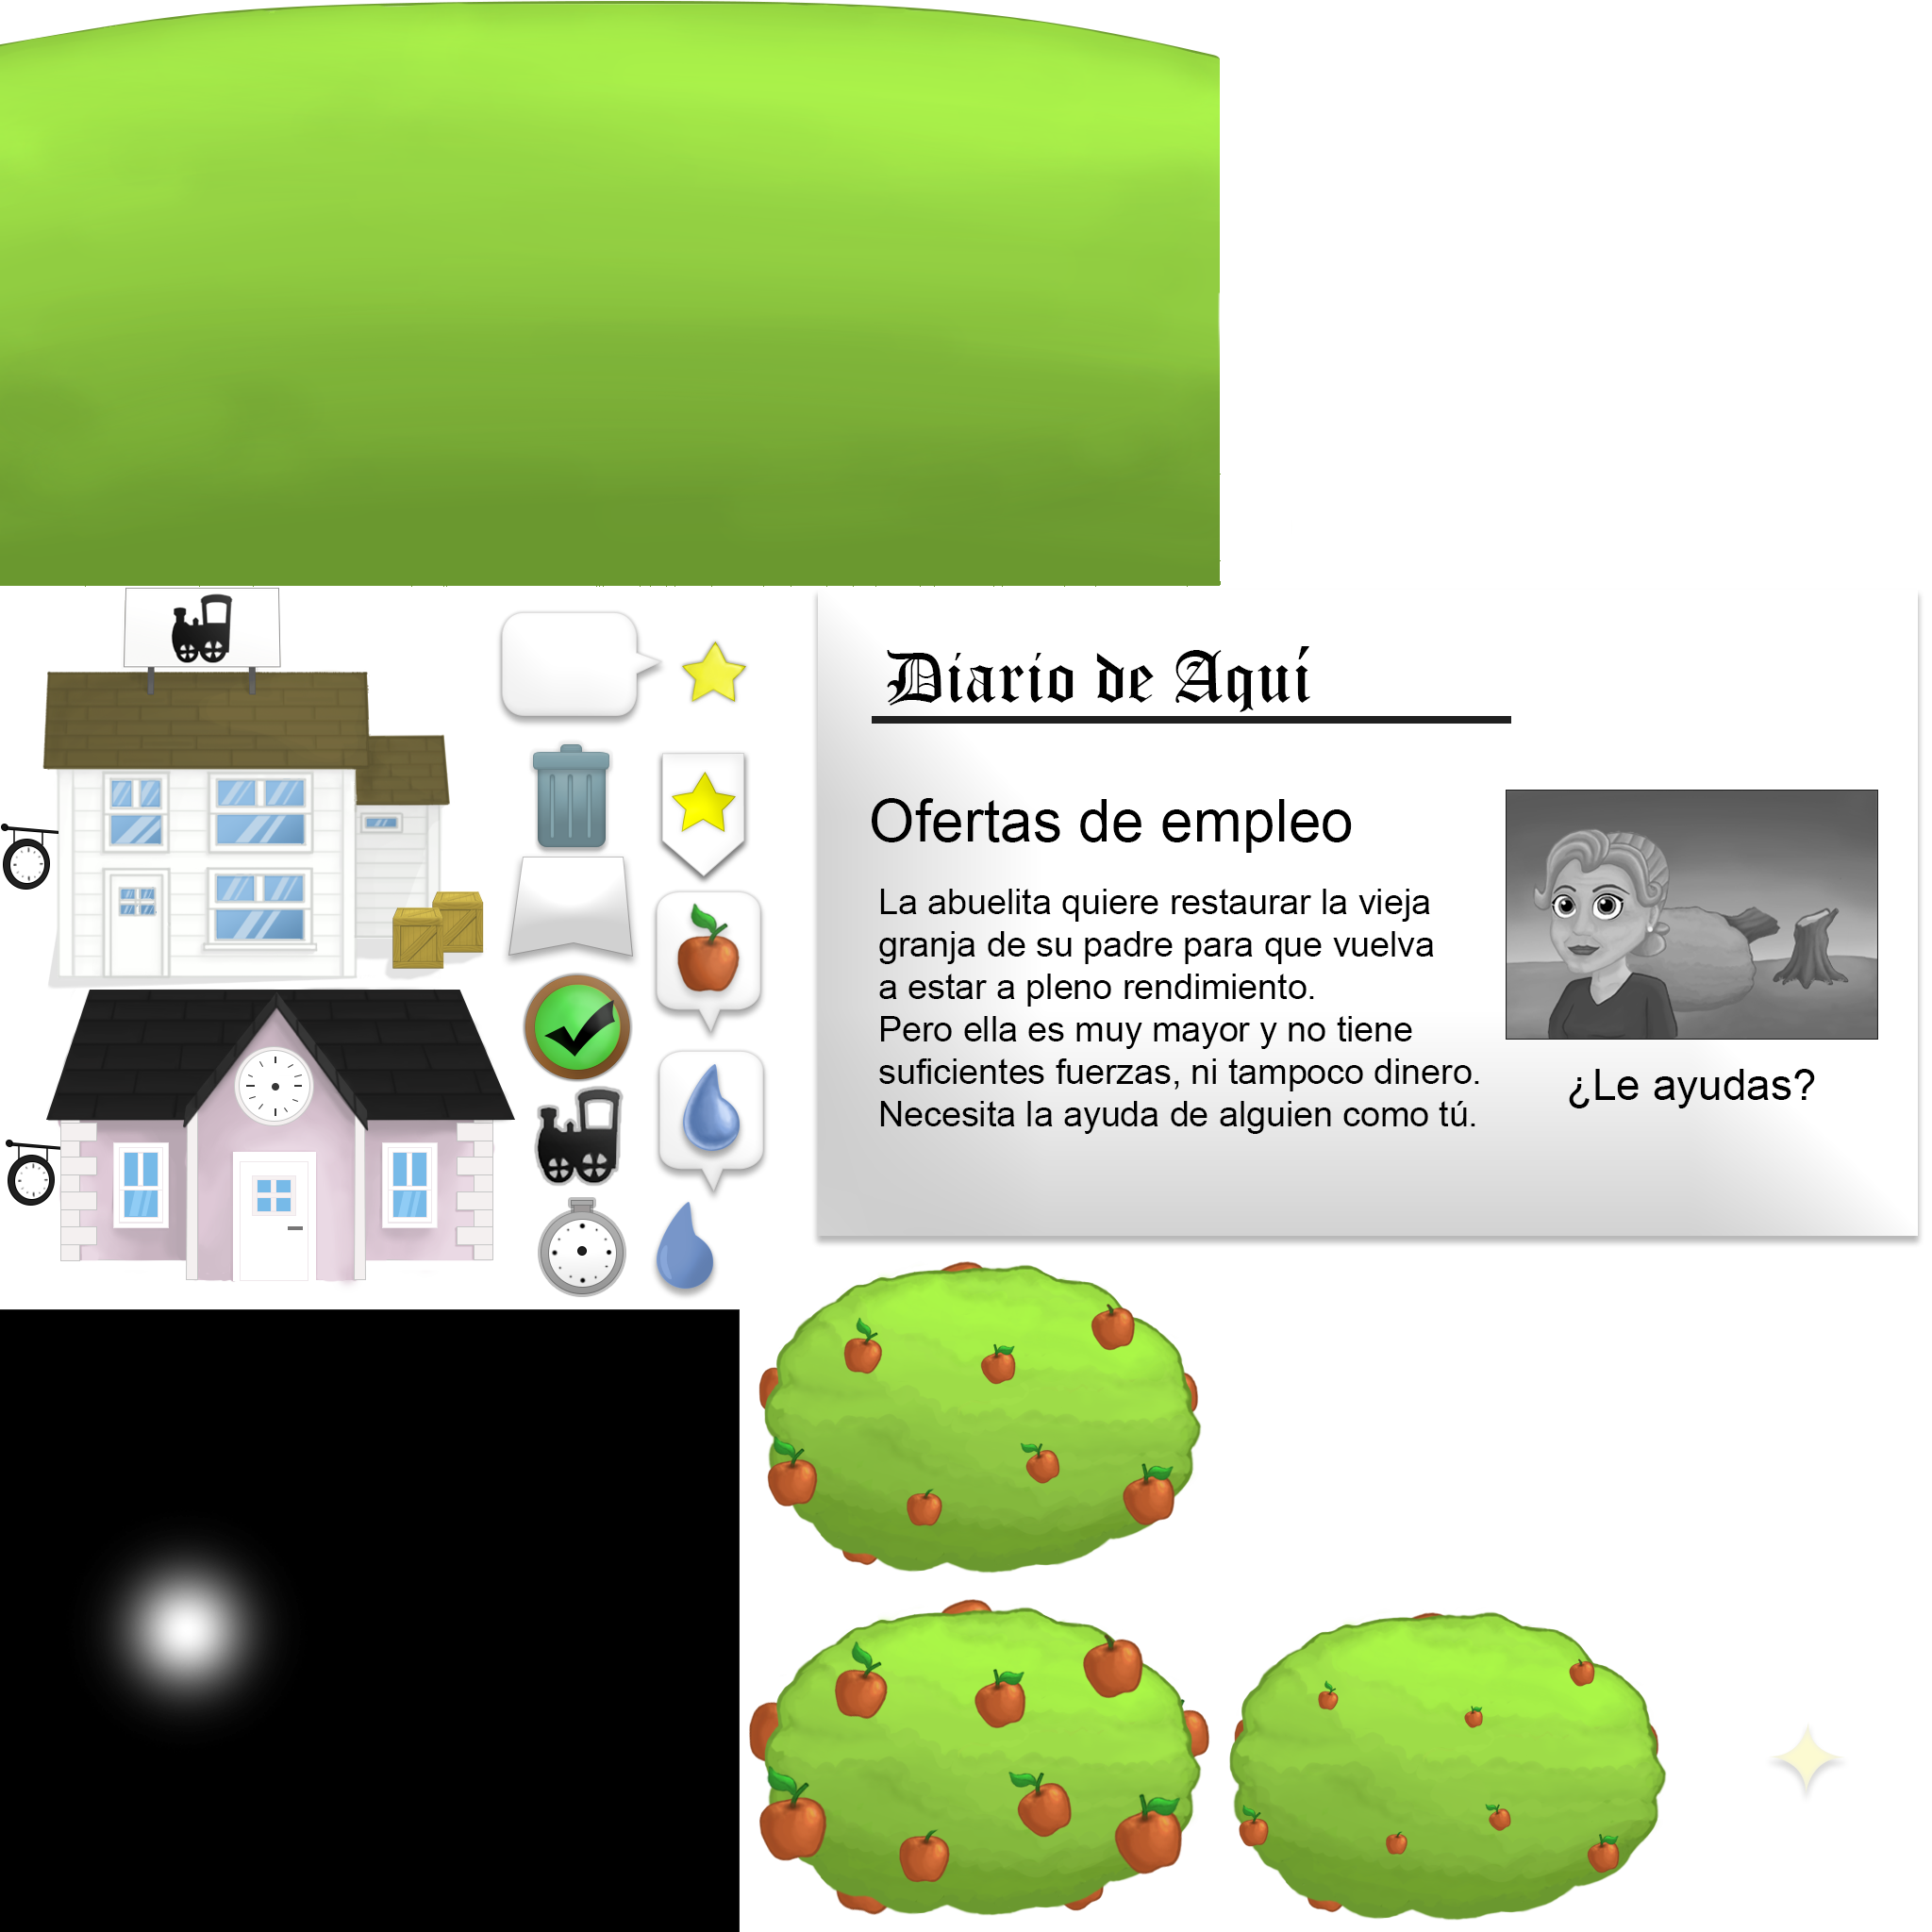 Diario de Aquí
Ofertas de empleo
La abuelita quiere restaurar la vieja
granja de su padre para que vuelva
a estar a pleno rendimiento.
Pero ella es muy mayor y no tiene
suficientes fuerzas, ni tampoco dinero.
Necesita la ayuda de alguien como tú.
¿Le ayudas?